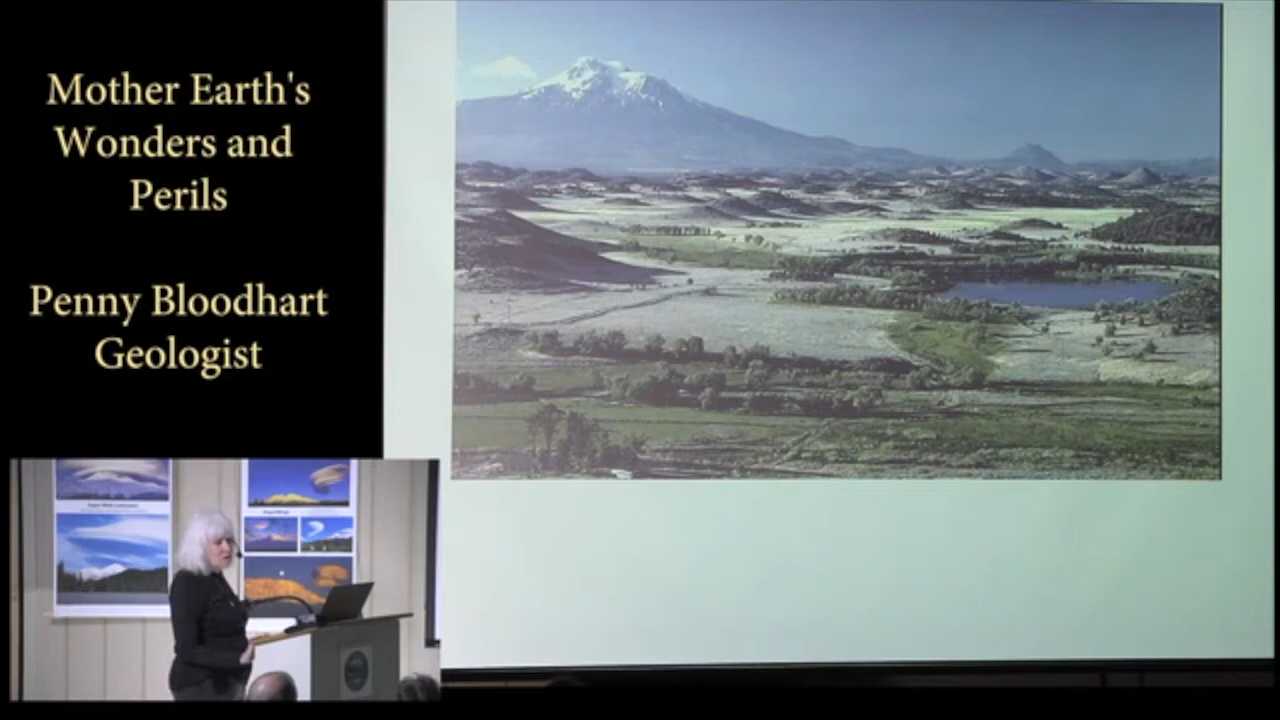 Mother Earth's
Wonders and
Perils
Penny Bloodhart
Geologist